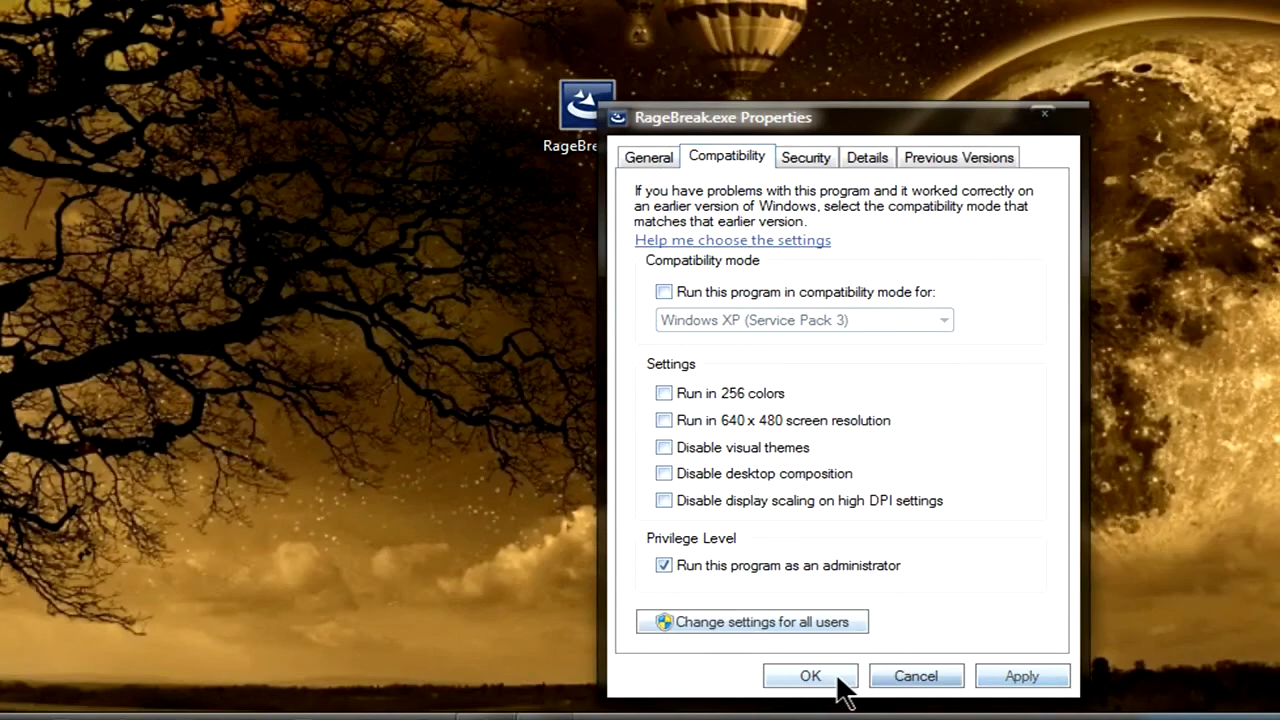 RageBre
RageBreak.exe Properties
General
Compatibility
Security
Details
Previous Versions
If you have problems with this program and it worked correctly on
an earlier version of Windows, select the compatibility mode that
matches that earlier version.
Help me choose the settings
Compatibility mode
Run this program in compatibility mode for:
Windows XP (Service Pack 3)
Settings
Run in 256 colors
Run in 640 x 480 screen resolution
Disable visual themes
Disable desktop composition
Disable display scaling on high DPI settings
Privilege Level
Run this program as an administrator
Change settings for all users
OK
Cancel
Apply